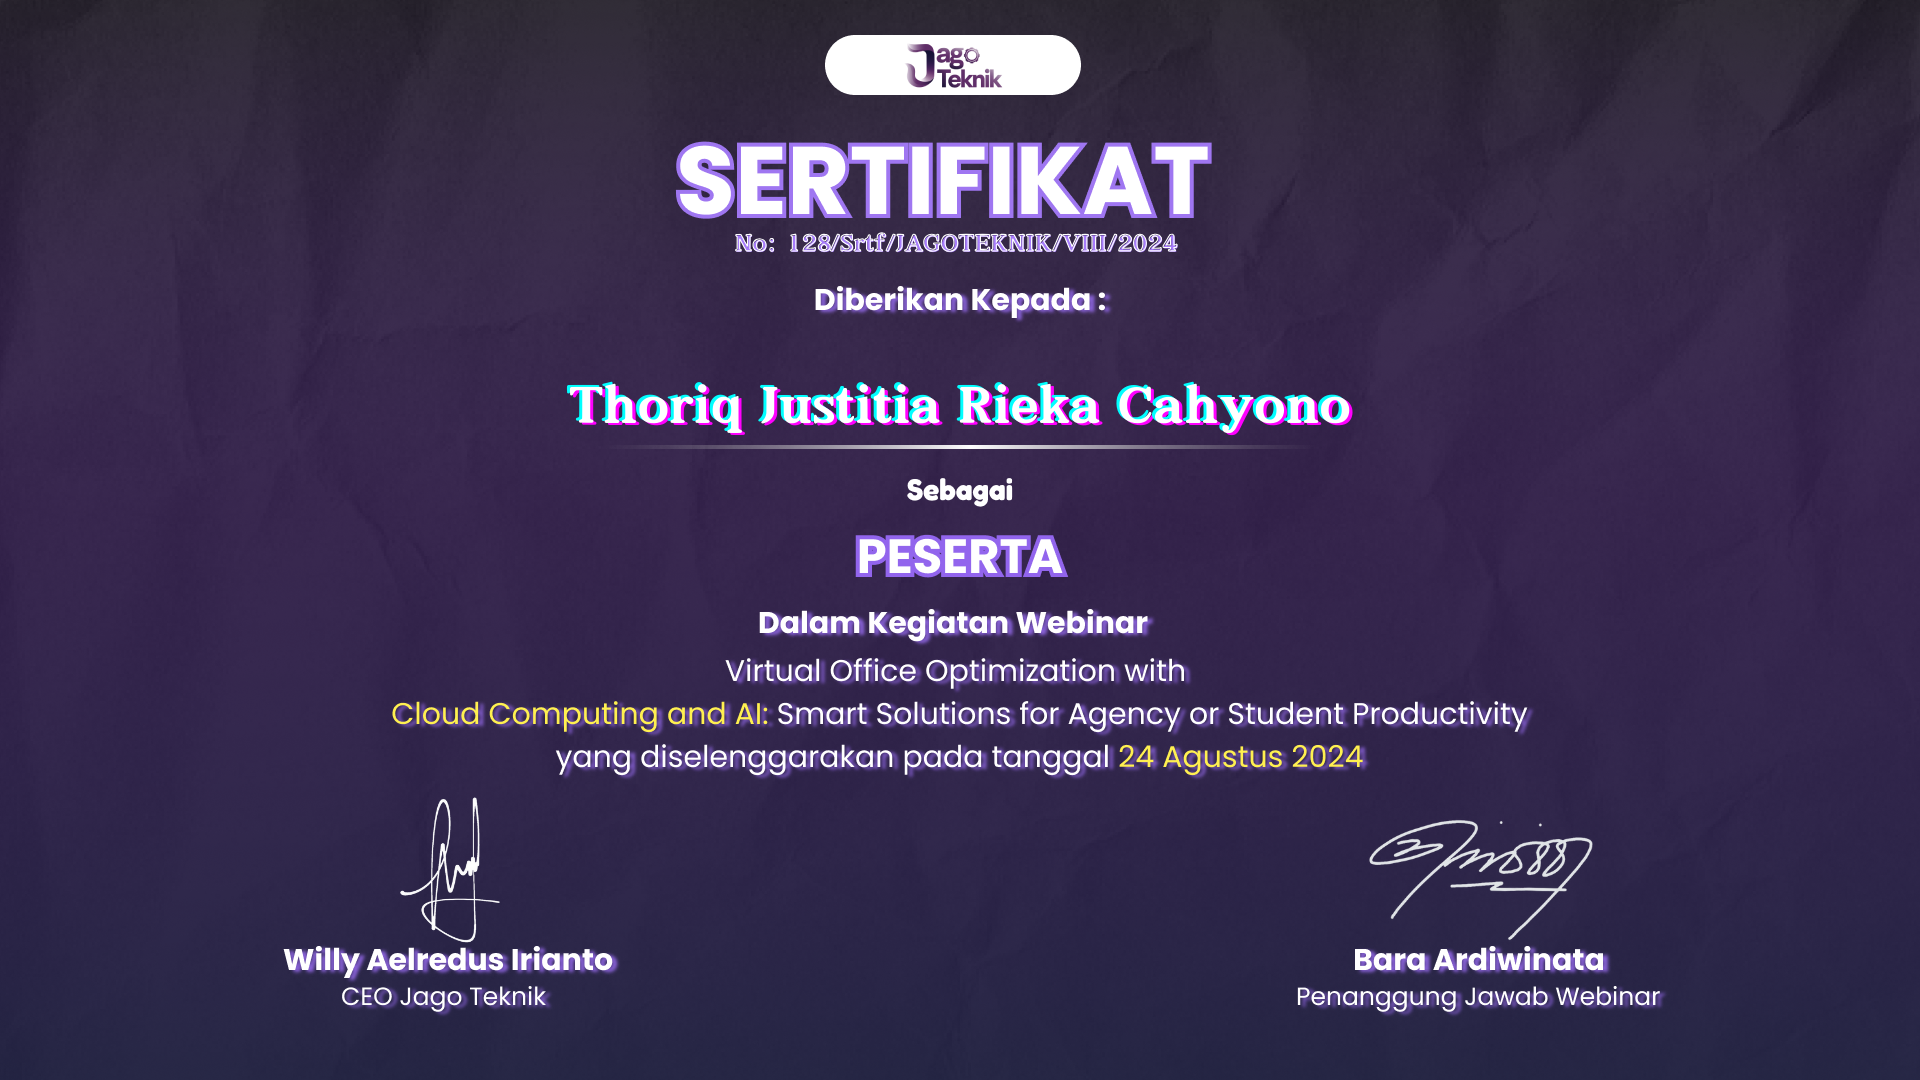 Jago
Teknik
SERTIFIKAT
No: 128/Srtf/JAGOTEKNIK/VIII/2024
Diberikan Kepada :
Thoriq Justitia Rieka Cahyono
Sebagai
PESERTA
Dalam Kegiatan Webinar
Virtual Office Optimization with
Cloud Computing and AI: Smart Solutions for Agency or Student Productivity
yang diselenggarakan pada tanggal 24 Agustus 2024
Willy Aelredus Irianto
CEO Jago Teknik
Bara Ardiwinata
Penanggung Jawab Webinar